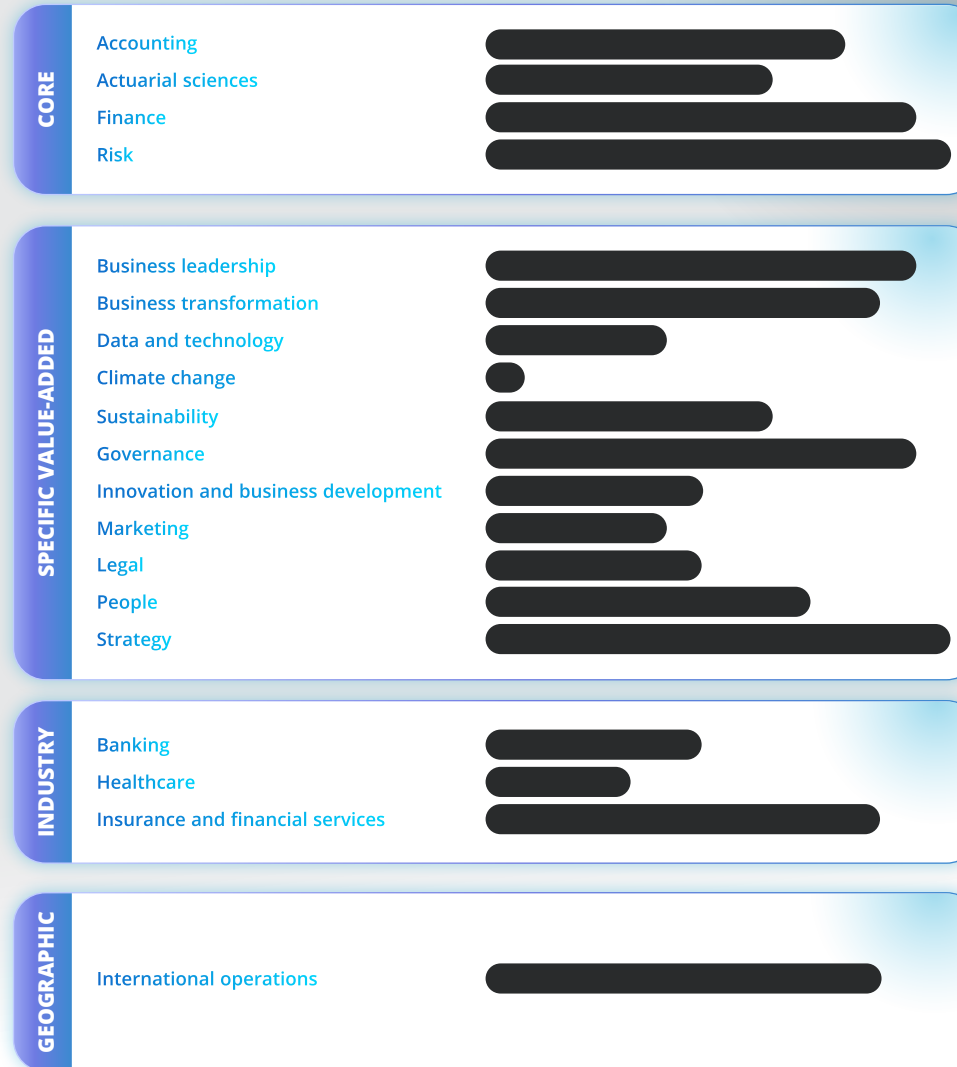 CORE
Accounting
Actuarial sciences
Finance
Risk
SPECIFIC VALUE-ADDED
Business leadership
Business transformation
Data and technology
Climate change
Sustainability
Governance
Innovation and business development
Marketing
Legal
People
Strategy
INDUSTRY
Banking
Healthcare
Insurance and financial services
GEOGRAPHIC
International operations